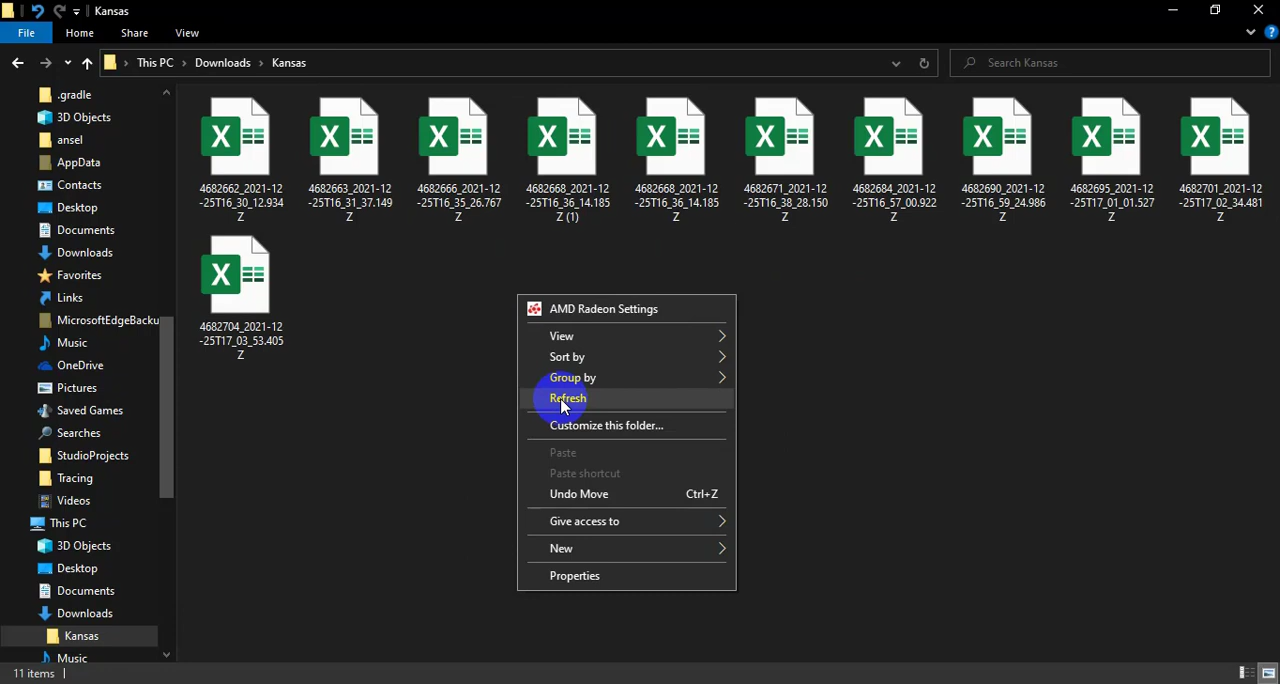 Kansas
File Home Share View
This PC > Downloads > Kansas
Search Kansas
.gradle
3D Objects
ansel
AppData
Contacts
Desktop
Documents
Downloads
Favorites
Links
MicrosoftEdgeBacku
Music
OneDrive
Pictures
Saved Games
Searches
StudioProjects
Tracing
Videos
This PC
3D Objects
Desktop
Documents
Downloads
Kansas
Music
4682662_2021-12
-25T16_30_12.934
Z
4682663_2021-12
-25T16_31_37.149
Z
4682666_2021-12
-25T16_35_26.767
Z
4682668_2021-12
-25T16_36_14.185
Z (1)
4682668_2021-12
-25T16_36_14.185
Z
4682671_2021-12
-25T16_38_28.150
Z
4682684_2021-12
-25T16_57_00.922
Z
4682690_2021-12
-25T16_59_24.986
Z
4682695_2021-12
-25T17_01_01.527
Z
4682701_2021-12
-25T17_02_34.481
Z
4682704_2021-12
-25T17_03_53.405
Z
AMD Radeon Settings
View
Sort by
Group by
Refresh
Customize this folder...
Paste
Paste shortcut
Undo Move Ctrl+Z
Give access to
New
Properties
11 items